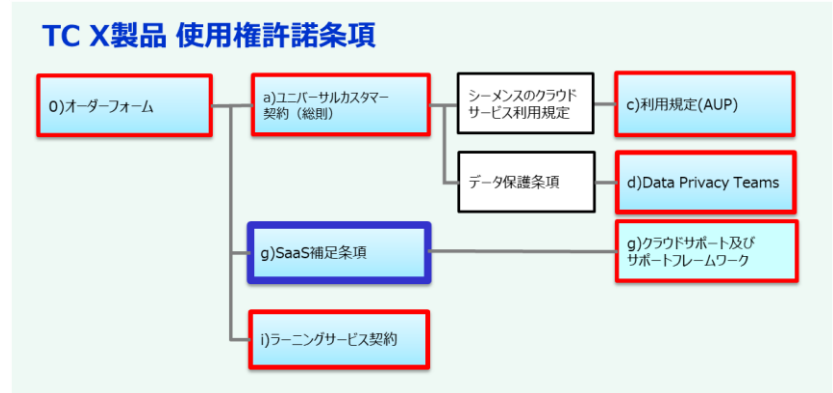 TC X製品 使用権許諾条項
0)オーダーフォーム
a)ユニバーサルカスタマー
契約（総則）
シーメンスのクラウド
サービス利用規定
c)利用規定(AUP)
データ保護条項
d)Data Privacy Teams
g)SaaS補足条項
g)クラウドサポート及び
サポートフレームワーク
i)ラーニングサービス契約